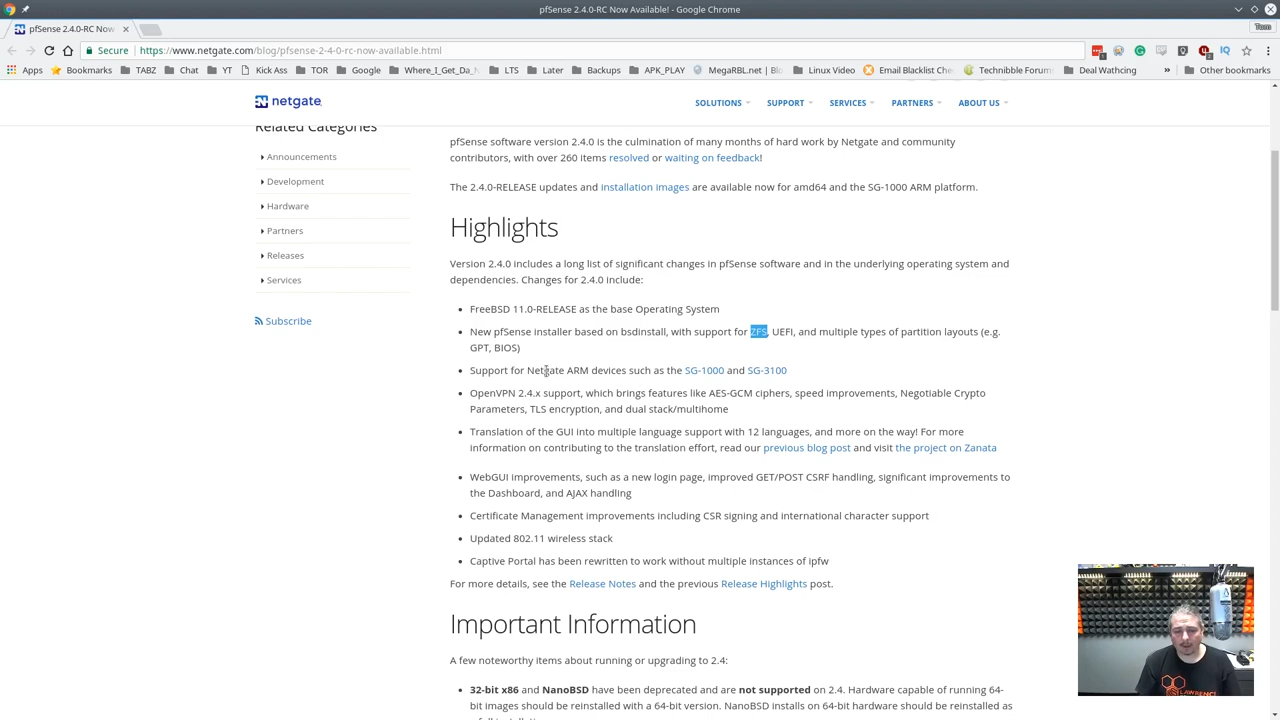 pfSense 2.4.0-RC Now Available! - Google Chrome
pfSense 2.4.0-RC Now
Tom
Secure
https://www.netgate.com/blog/pfsense-2-4-0-rc-now-available.html
Apps Bookmarks TABZ Chat YT Kick Ass TOR Google Where_I_Get_Da_ LTS Later Backups APK_PLAY MegaRBL.net | Blo Linux Video Email Blacklist Che Technibble Forum Deal Wathcing » Other bookmarks
netgate
SOLUTIONS SUPPORT SERVICES PARTNERS ABOUT US
Related Categories
Announcements
Development
Hardware
Partners
Releases
Services
Subscribe
pfSense software version 2.4.0 is the culmination of many months of hard work by Netgate and community
contributors, with over 260 items resolved or waiting on feedback!
The 2.4.0-RELEASE updates and installation images are available now for amd64 and the SG-1000 ARM platform.
Highlights
Version 2.4.0 includes a long list of significant changes in pfSense software and in the underlying operating system and
dependencies. Changes for 2.4.0 include:
• FreeBSD 11.0-RELEASE as the base Operating System
• New pfSense installer based on bsdinstall, with support for ZFS, UEFI, and multiple types of partition layouts (e.g.
GPT, BIOS)
• Support for Netgate ARM devices such as the SG-1000 and SG-3100
• OpenVPN 2.4.x support, which brings features like AES-GCM ciphers, speed improvements, Negotiable Crypto
Parameters, TLS encryption, and dual stack/multihome
• Translation of the GUI into multiple language support with 12 languages, and more on the way! For more
information on contributing to the translation effort, read our previous blog post and visit the project on Zanata
• WebGUI improvements, such as a new login page, improved GET/POST CSRF handling, significant improvements to
the Dashboard, and AJAX handling
• Certificate Management improvements including CSR signing and international character support
• Updated 802.11 wireless stack
• Captive Portal has been rewritten to work without multiple instances of ipfw
For more details, see the Release Notes and the previous Release Highlights post.
Important Information
A few noteworthy items about running or upgrading to 2.4:
• 32-bit x86 and NanoBSD have been deprecated and are not supported on 2.4. Hardware capable of running 64-
bit images should be reinstalled with a 64-bit version. NanoBSD installs on 64-bit hardware should be reinstalled as